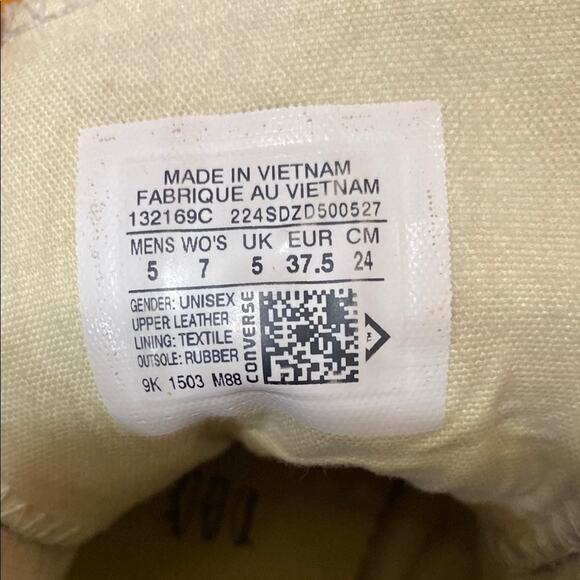 MADE IN VIETNAM
FABRIQUE AU VIETNAM
132169C 224SDZD500527
MENS WO'S UK EUR CM
5 7 5 37.5 24
GENDER: UNISEX
UPPER LEATHER
LINING: TEXTILE
OUTSOLE: RUBBER
9K 1503 M88
CONVERSE